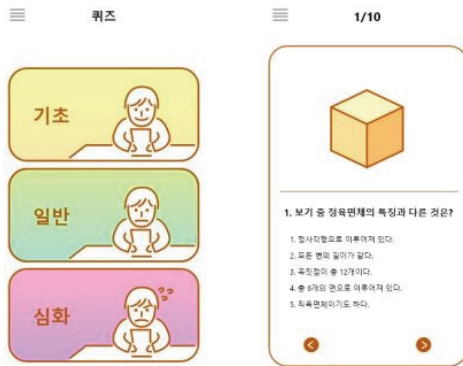 퀴즈
기초
일반
심화
1/10
1. 보기 중 정육면체의 특징과 다른 것은?
1. 정사각형으로 이루어져 있다.
2. 모든 변의 길이가 같다.
3. 꼭짓점이 총 12개이다.
4. 총 6개의 면으로 이루어져 있다.
5. 직육면체이기도 하다.